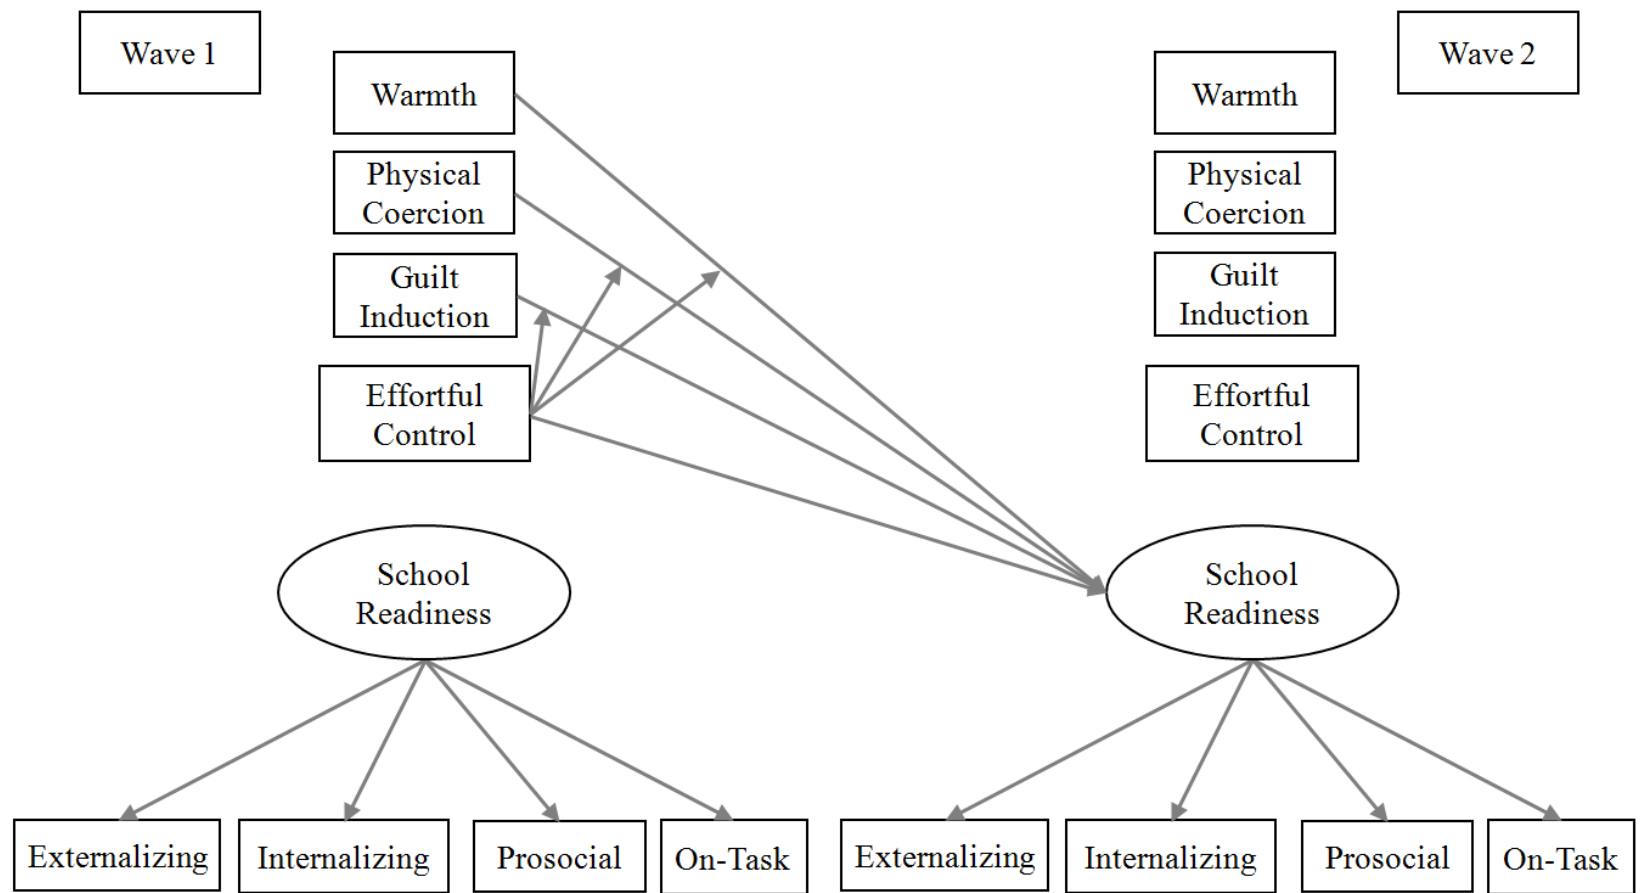 Wave 1
Wave 2
Warmth
Physical
Coercion
Guilt
Induction
Effortful
Control
School
Readiness
Externalizing
Internalizing
Prosocial
On-Task
Warmth
Physical
Coercion
Guilt
Induction
Effortful
Control
School
Readiness
Externalizing
Internalizing
Prosocial
On-Task